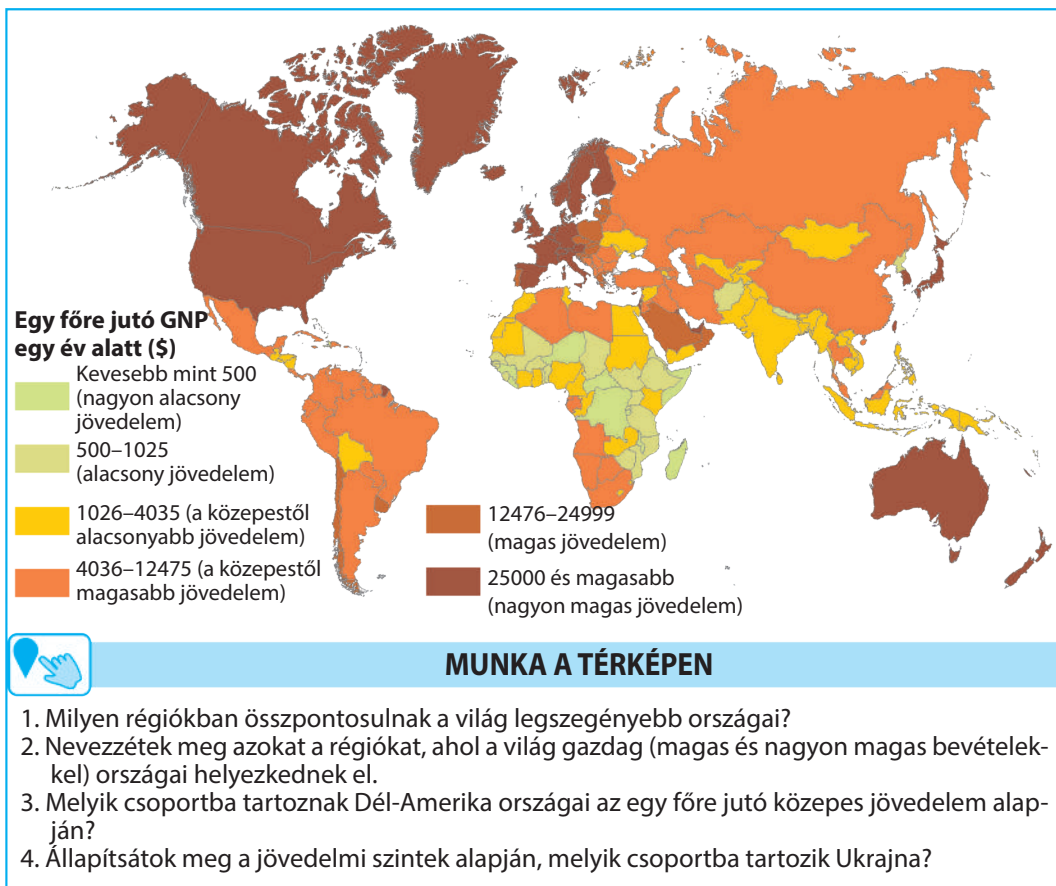 Egy főre jutó GNP
egy év alatt ($)
Kevesebb mint 500
(nagyon alacsony
jövedelem)
500–1025
(alacsony jövedelem)
1026–4035 (a közepestől
alacsonyabb jövedelem)
4036–12475 (a közepestől
magasabb jövedelem)
12476–24999
(magas jövedelem)
25000 és magasabb
(nagyon magas jövedelem)
MUNKA A TÉRKÉPEN
1. Milyen régiókban összpontosulnak a világ legszegényebb országai?
2. Nevezzétek meg azokat a régiókat, ahol a világ gazdag (magas és nagyon magas bevételek-
kel) országai helyezkednek el.
3. Melyik csoportba tartoznak Dél-Amerika országai az egy főre jutó közepes jövedelem alap-
ján?
4. Állapítsátok meg a jövedelmi szintek alapján, melyik csoportba tartozik Ukrajna?